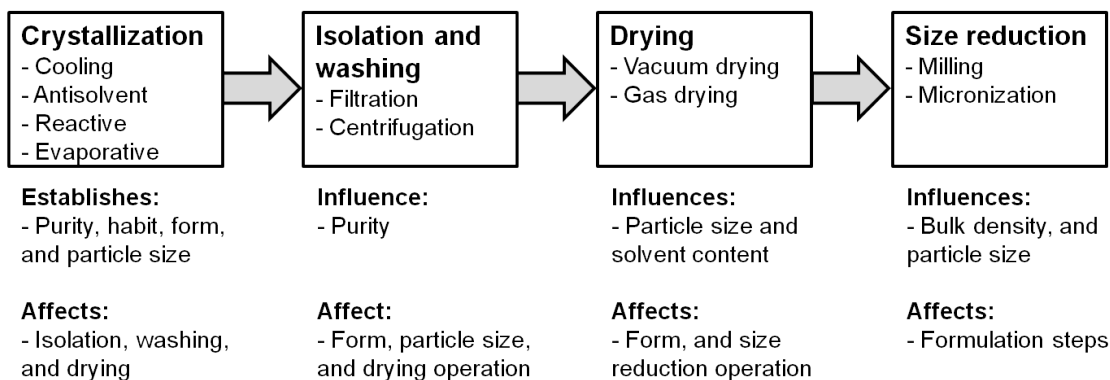 Crystallization
- Cooling
- Antisolvent
- Reactive
- Evaporative
Isolation and
washing
- Filtration
- Centrifugation
Drying
- Vacuum drying
- Gas drying
Size reduction
- Milling
- Micronization
Establishes:
- Purity, habit, form,
and particle size
Influence:
- Purity
Influences:
- Particle size and
solvent content
Influences:
- Bulk density, and
particle size
Affects:
- Isolation, washing,
and drying
Affect:
- Form, particle size,
and drying operation
Affects:
- Form, and size
reduction operation
Affects:
- Formulation steps